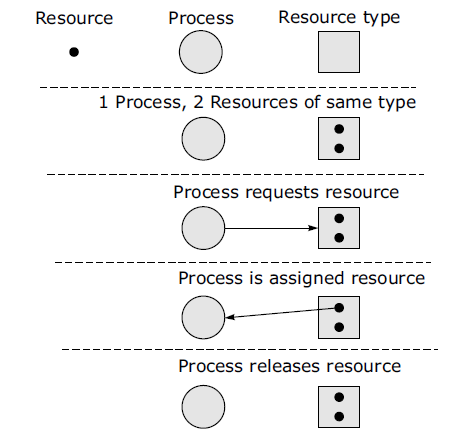 Resource Process Resource type
1 Process, 2 Resources of same type
Process requests resource
Process is assigned resource
Process releases resource